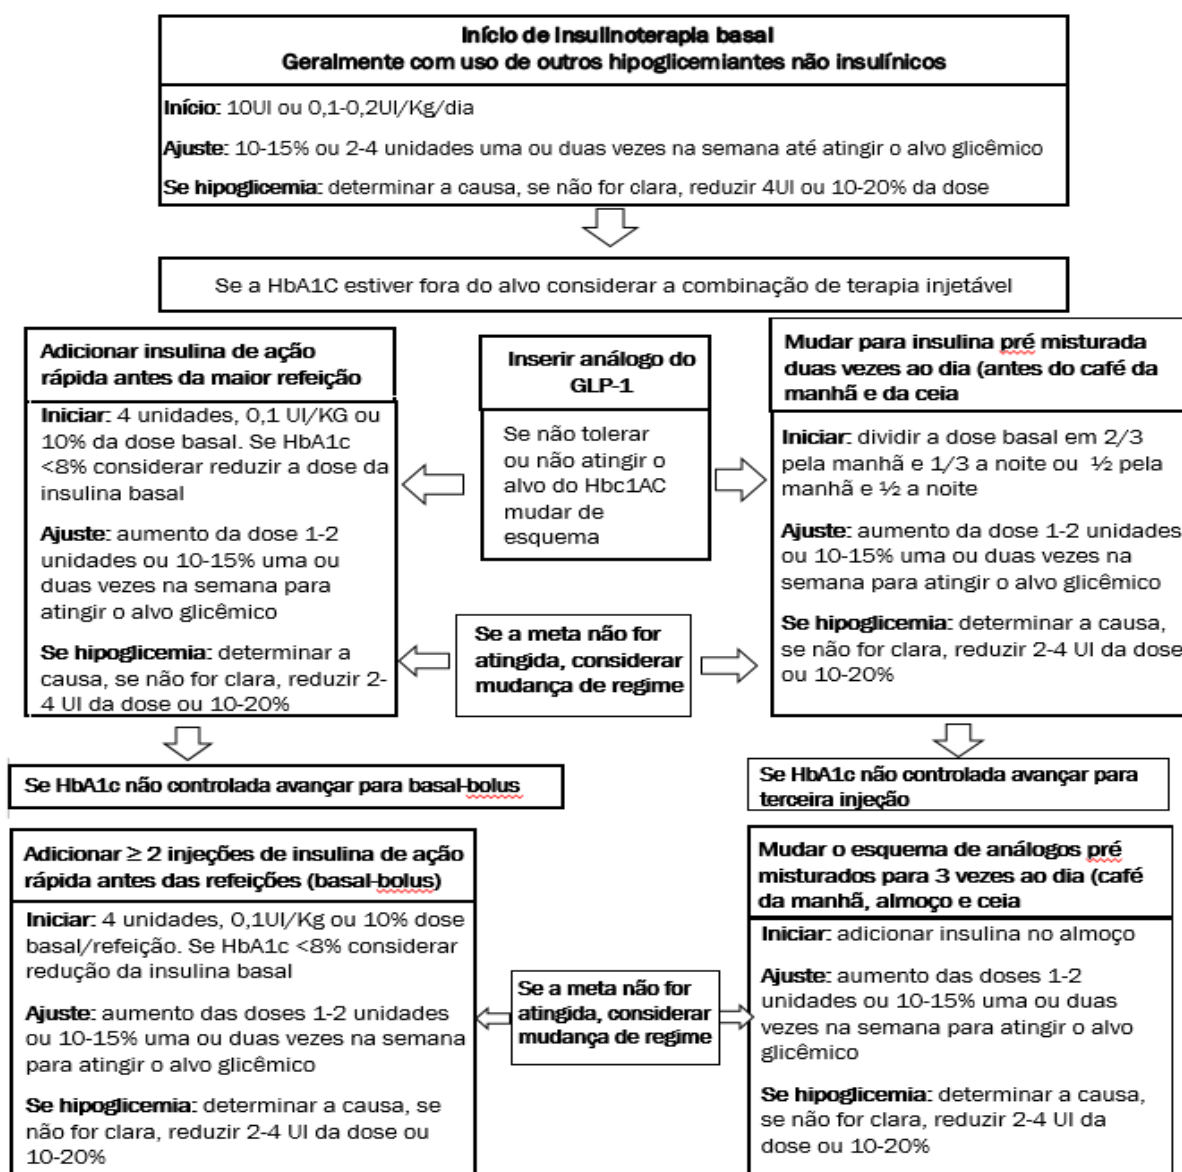 Início de Insulinoterapia basal
Geralmente com uso de outros hipoglicemiantes não insulínicos
Início: 10UI ou 0,1-0,2UI/Kg/dia
Ajuste: 10-15% ou 2-4 unidades uma ou duas vezes na semana até atingir o alvo glicêmico
Se hipoglicemia: determinar a causa, se não for clara, reduzir 4UI ou 10-20% da dose
Se a HbA1C estiver fora do alvo considerar a combinação de terapia injetável
Adicionar insulina de ação
rápida antes da maior refeição
Iniciar: 4 unidades, 0,1 UI/KG ou
10% da dose basal. Se HbA1c
<8% considerar reduzir a dose da
insulina basal
Ajuste: aumento da dose 1-2
unidades ou 10-15% uma ou
duas vezes na semana para
atingir o alvo glicêmico
Se hipoglicemia: determinar a
causa, se não for clara, reduzir 2-
4 UI da dose ou 10-20%
Inserir análogo do
GLP-1
Se não tolerar
ou não atingir o
alvo do Hbc1AC
mudar de
esquema
Mudar para insulina pré misturada
duas vezes ao dia (antes do café da
manhã e da ceia
Iniciar: dividir a dose basal em 2/3
pela manhã e 1/3 a noite ou ½ pela
manhã e ½ a noite
Ajuste: aumento da dose 1-2 unidades
ou 10-15% uma ou duas vezes na
semana para atingir o alvo glicêmico
Se hipoglicemia: determinar a causa,
se não for clara, reduzir 2-4 UI da dose
ou 10-20%
Se a meta não for
atingida, considerar
mudança de regime
Se HbA1c não controlada avançar para basal-bolus
Se HbA1c não controlada avançar para
terceira injeção
Adicionar ≥ 2 injeções de insulina de ação
rápida antes das refeições (basal-bolus)
Iniciar: 4 unidades, 0,1UI/Kg ou 10% dose
basal/refeição. Se HbA1c <8% considerar
redução da insulina basal
Ajuste: aumento das doses 1-2 unidades
ou 10-15% uma ou duas vezes na semana
para atingir o alvo glicêmico
Se hipoglicemia: determinar a causa, se
não for clara, reduzir 2-4 UI da dose ou
10-20%
Se a meta não for
atingida, considerar
mudança de regime
Mudar o esquema de análogos pré
misturados para 3 vezes ao dia (café
da manhã, almoço e ceia
Iniciar: adicionar insulina no almoço
Ajuste: aumento das doses 1-2
unidades ou 10-15% uma ou duas
vezes na semana para atingir o alvo
glicêmico
Se hipoglicemia: determinar a causa,
se não for clara, reduzir 2-4 UI da
dose ou 10-20%